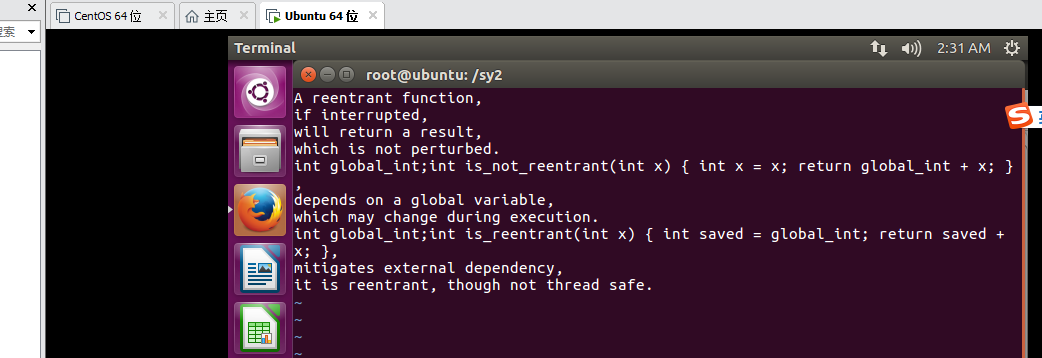 搜索
CentOS 64 位
主页
Ubuntu 64 位
Terminal
2:31 AM
root@ubuntu: /sy2
A reentrant function,
if interrupted,
will return a result,
which is not perturbed.
int global_int;int is_not_reentrant(int x) { int x = x; return global_int + x; }
,
depends on a global variable,
which may change during execution.
int global_int;int is_reentrant(int x) { int saved = global_int; return saved +
x; },
mitigates external dependency,
it is reentrant, though not thread safe.
~
~
~
~